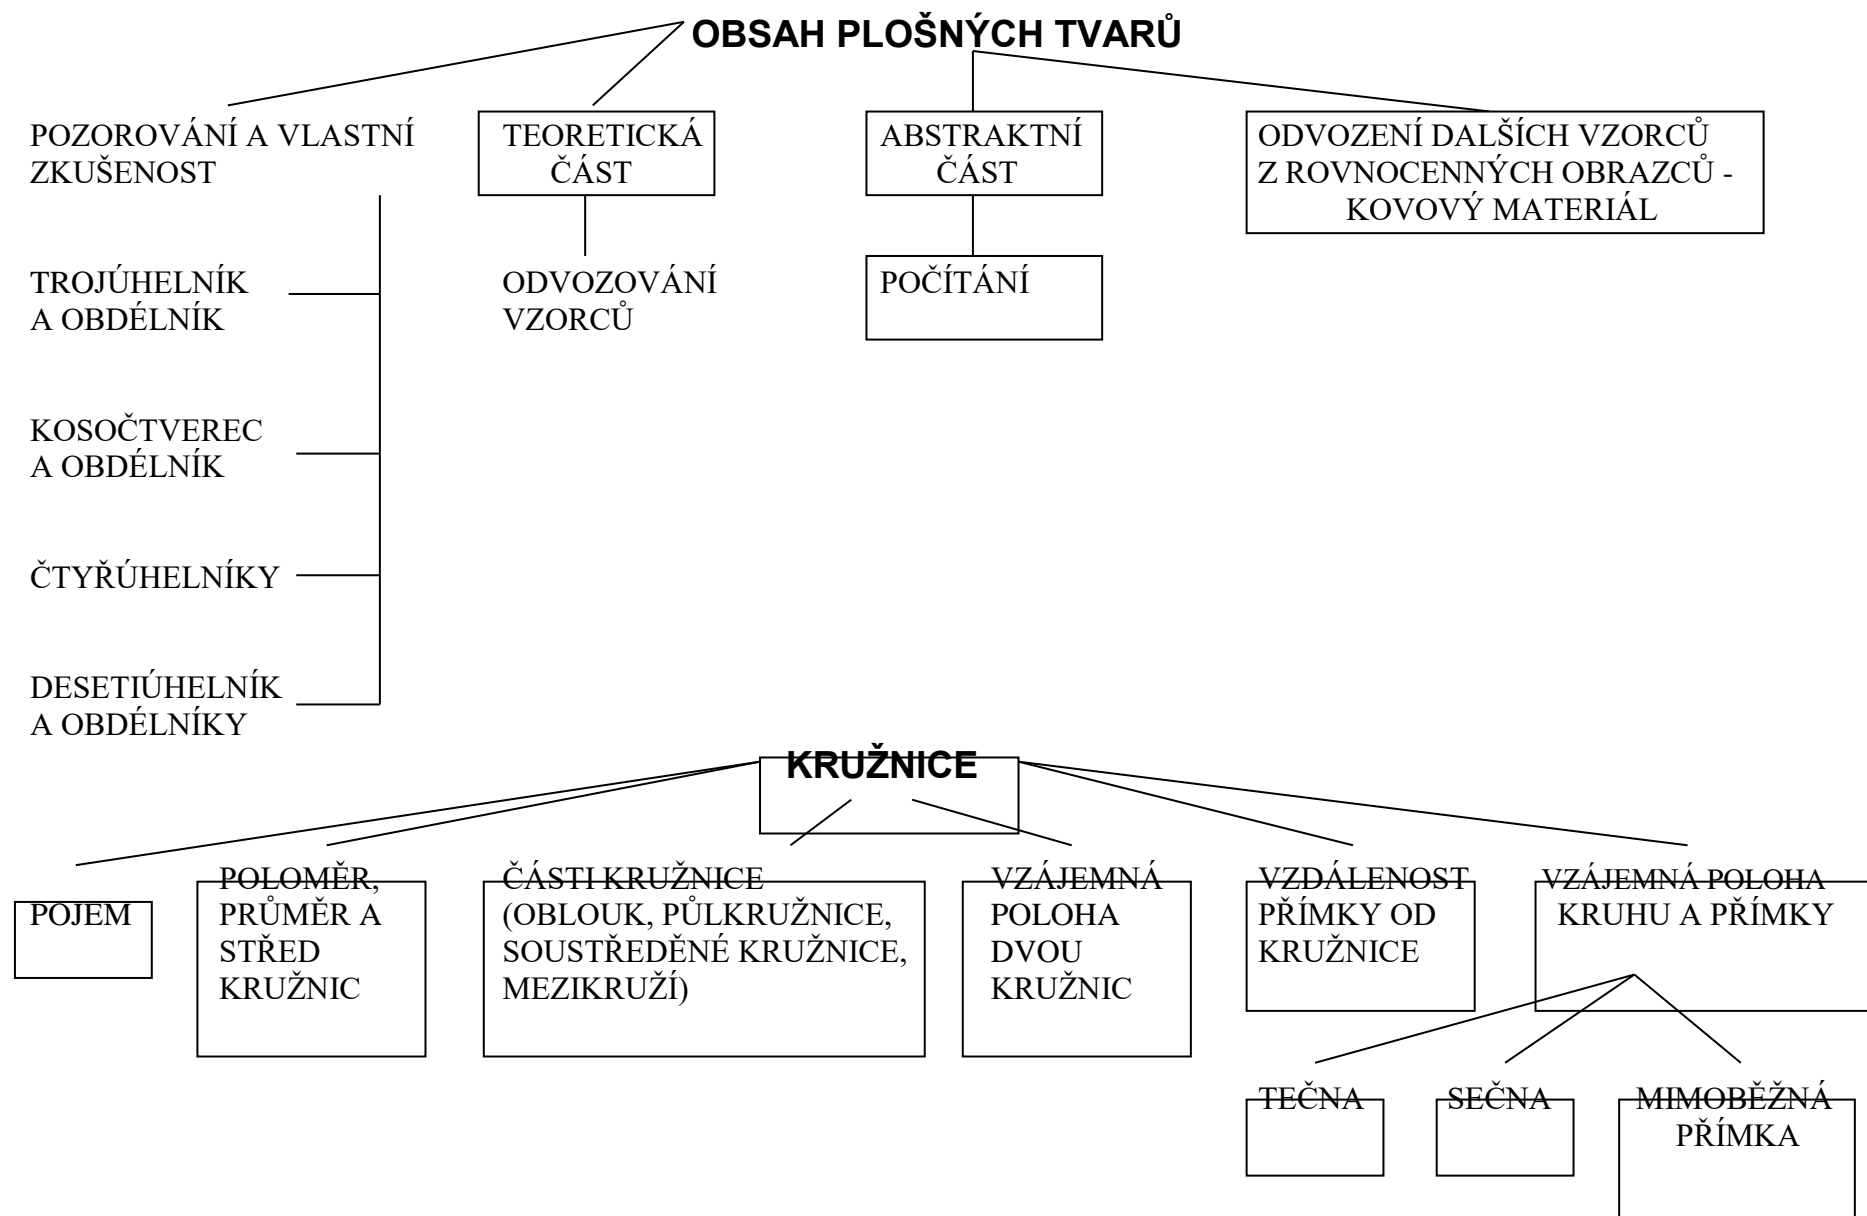 OBSAH PLOŠNÝCH TVARŮ
POZOROVÁNÍ A VLASTNÍ
ZKUŠENOST
TEORETICKÁ
ČÁST
ABSTRAKTNÍ
ČÁST
ODVOZENÍ DALŠÍCH VZORCŮ
Z ROVNOCENNÝCH OBRAZCŮ -
KOVOVÝ MATERIÁL
TROJÚHELNÍK
A OBDÉLNÍK
ODVOZOVÁNÍ
VZORCŮ
POČÍTÁNÍ
KOSOČTVEREC
A OBDÉLNÍK
ČTYŘÚHELNÍKY
DESETIÚHELNÍK
A OBDÉLNÍKY
KRUŽNICE
POJEM
POLOMĚR,
PRŮMĚR A
STŘED
KRUŽNIC
ČÁSTI KRUŽNICE
(OBLOUK, PŮLKRUŽNICE,
SOUSTŘEDĚNÉ KRUŽNICE,
MEZIKRUŽÍ)
VZÁJEMNÁ
POLOHA
DVOU
KRUŽNIC
VZDÁLENOST
PŘÍMKY OD
KRUŽNICE
VZÁJEMNÁ POLOHA
KRUHU A PŘÍMKY
TEČNA
SEČNA
MIMOBĚŽNÁ
PŘÍMKA